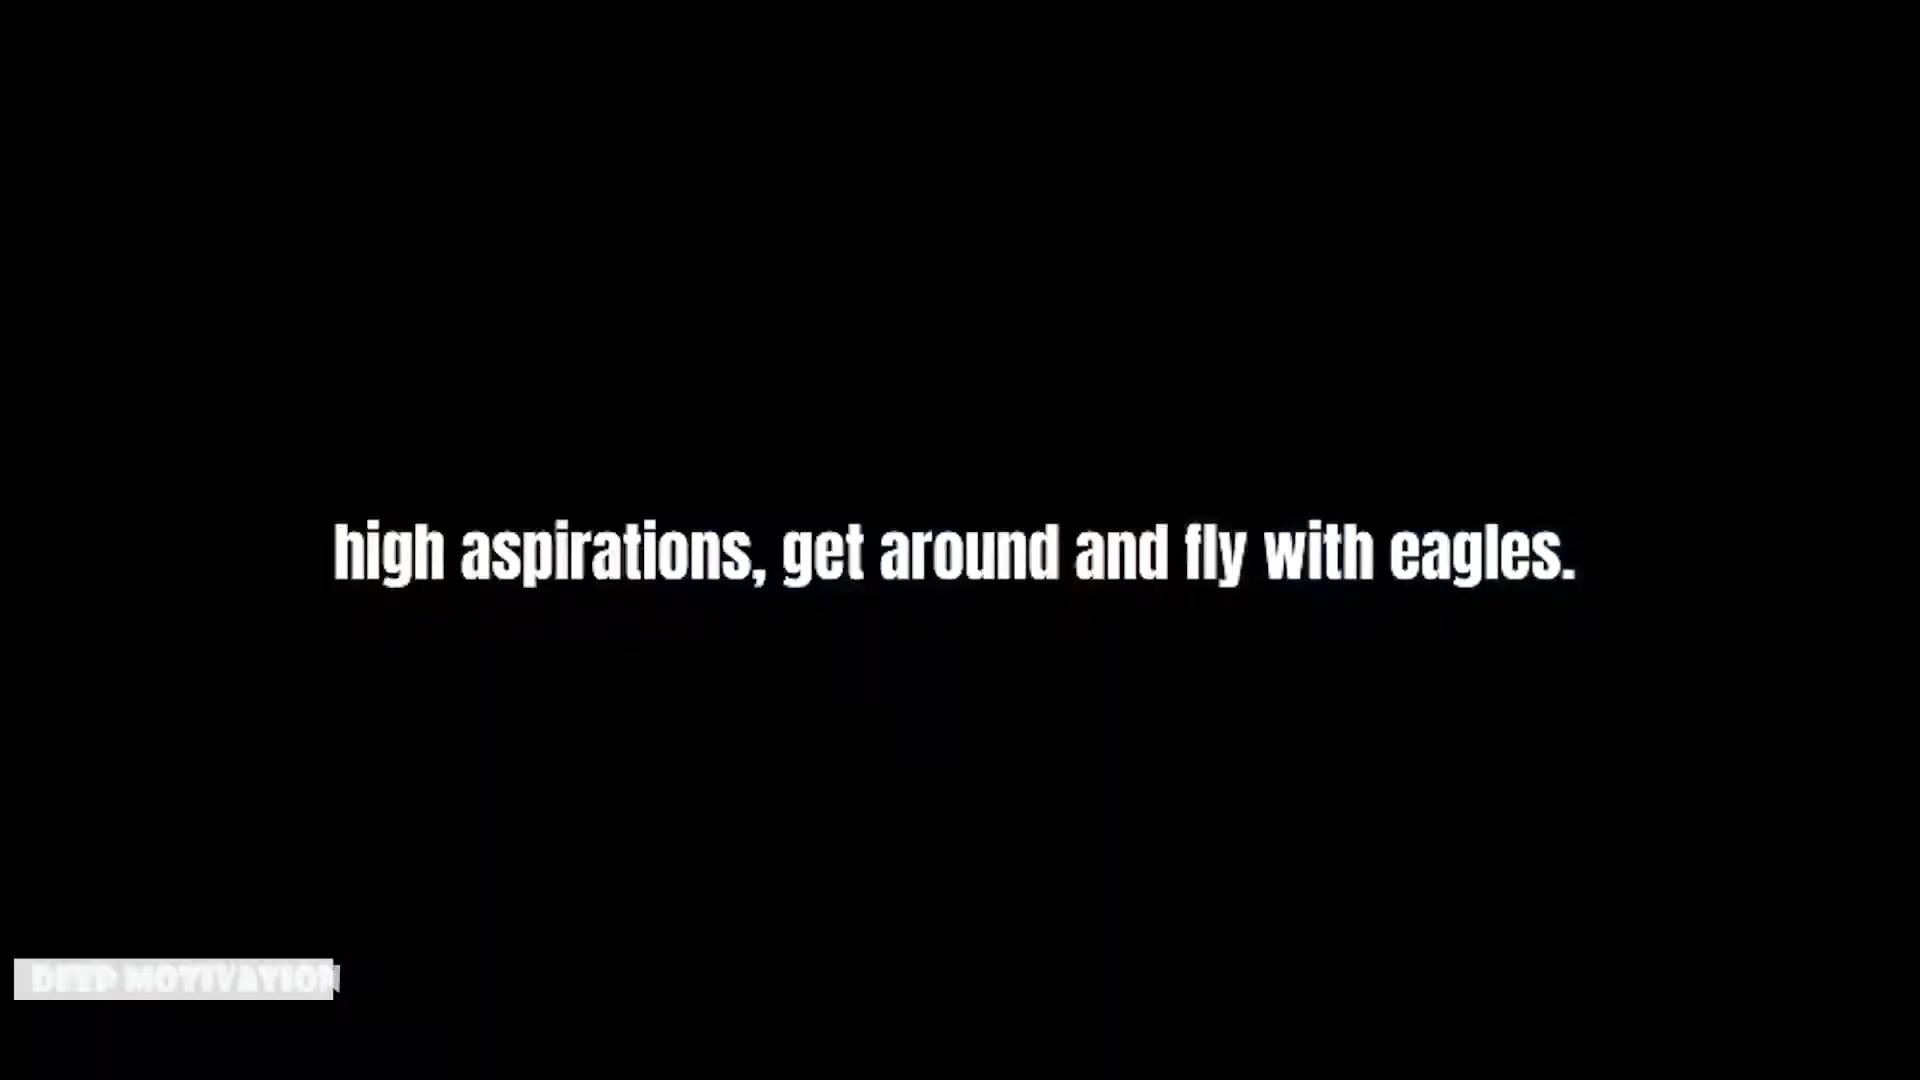 high aspirations, get around and fly with eagles.
DEEP MOTIVATION